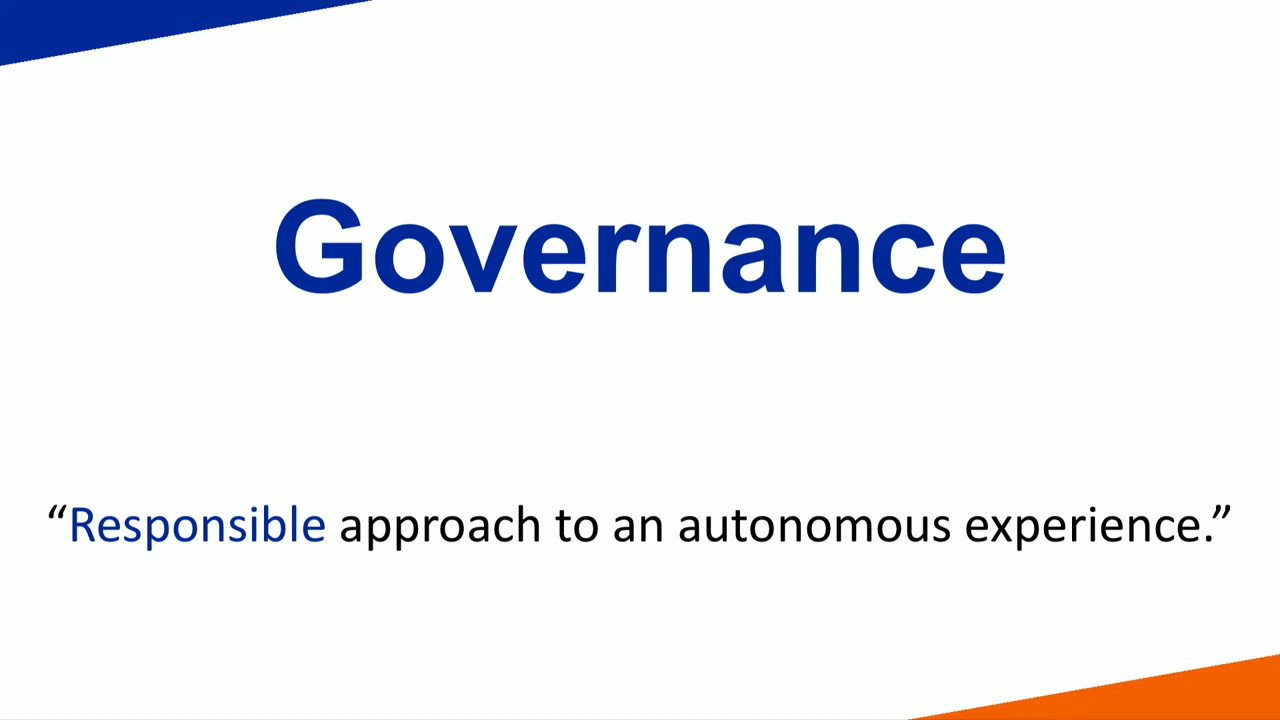 Governance
“Responsible approach to an autonomous experience.”